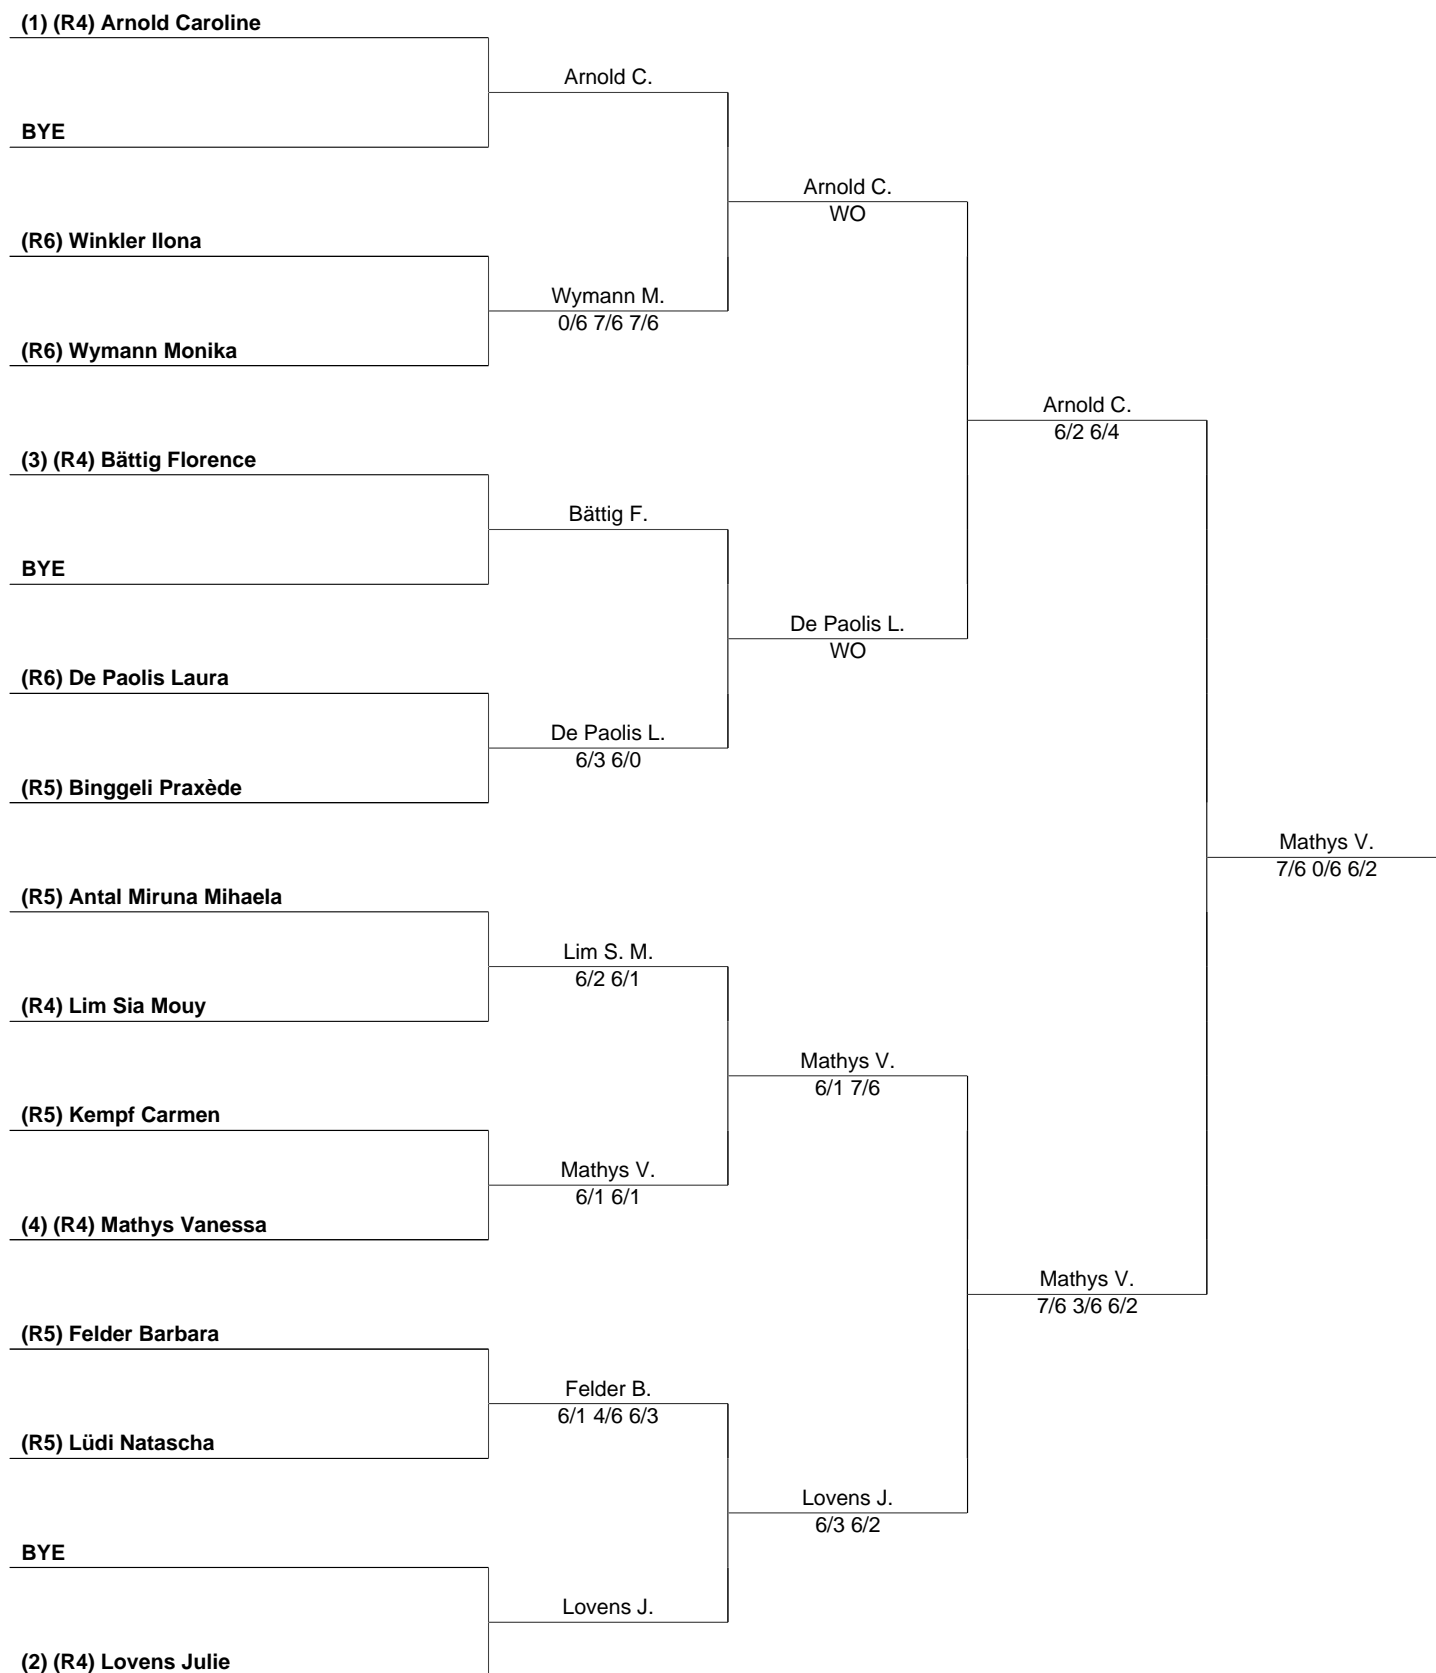 (1) (R4) Arnold Caroline
Arnold C.
BYE
Arnold C.
WO
(R6) Winkler Ilona
Wymann M.
0/6 7/6 7/6
(R6) Wymann Monika
Arnold C.
6/2 6/4
(3) (R4) Bättig Florence
Bättig F.
BYE
De Paolis L.
WO
(R6) De Paolis Laura
De Paolis L.
6/3 6/0
(R5) Binggeli Praxède
Mathys V.
7/6 0/6 6/2
(R5) Antal Miruna Mihaela
Lim S. M.
6/2 6/1
(R4) Lim Sia Mouy
Mathys V.
6/1 7/6
(R5) Kempf Carmen
Mathys V.
6/1 6/1
(4) (R4) Mathys Vanessa
Mathys V.
7/6 3/6 6/2
(R5) Felder Barbara
Felder B.
6/1 4/6 6/3
(R5) Lüdi Natascha
Lovens J.
6/3 6/2
BYE
Lovens J.
(2) (R4) Lovens Julie